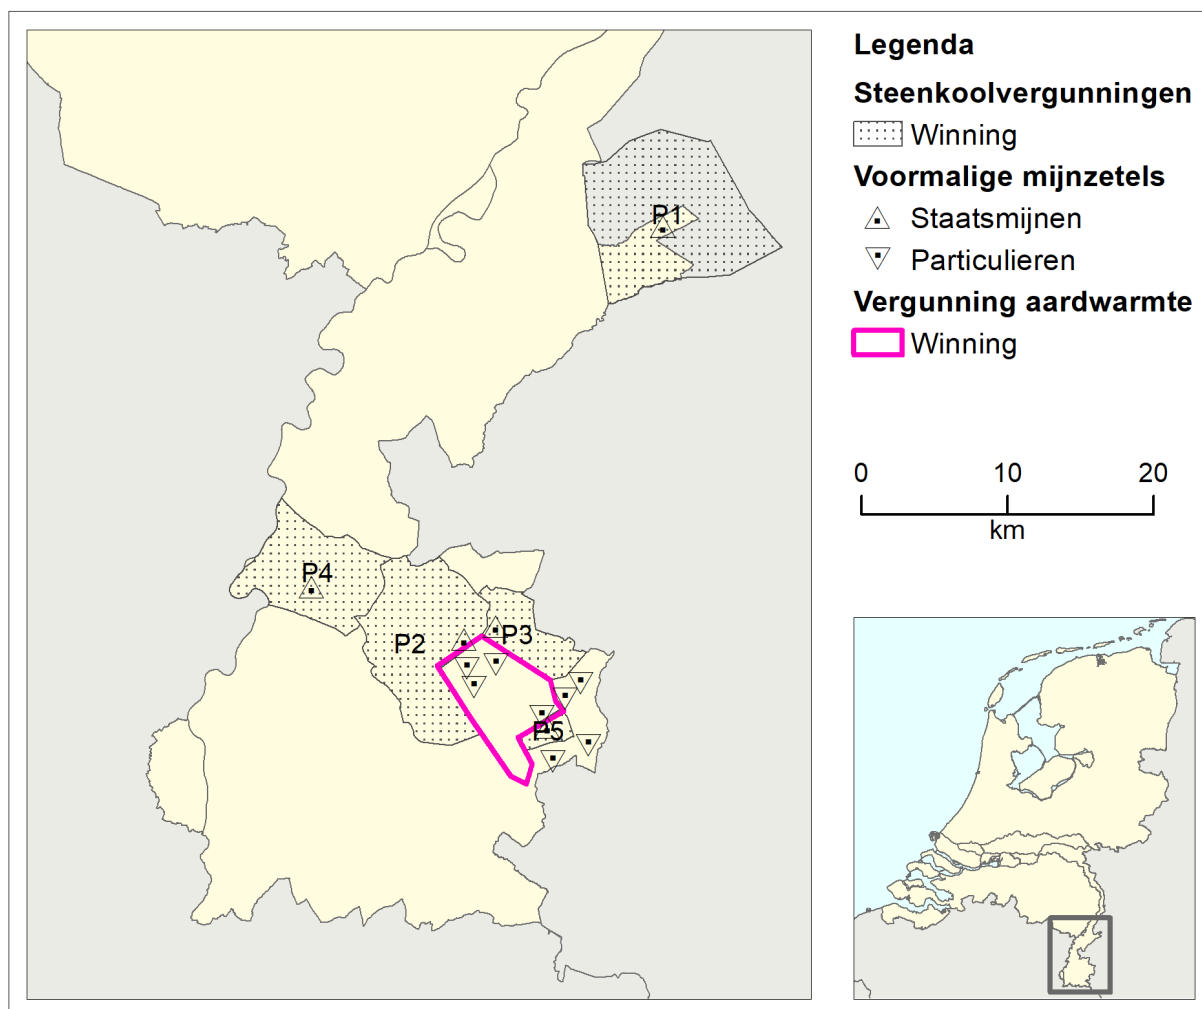 P1
P4
P2
P3
P5
Legenda
Steenkoolvergunningen
Winning
Voormalige mijnzetels
Staatsmijnen
Particulieren
Vergunning aardwarmte
Winning
0 10 20
km